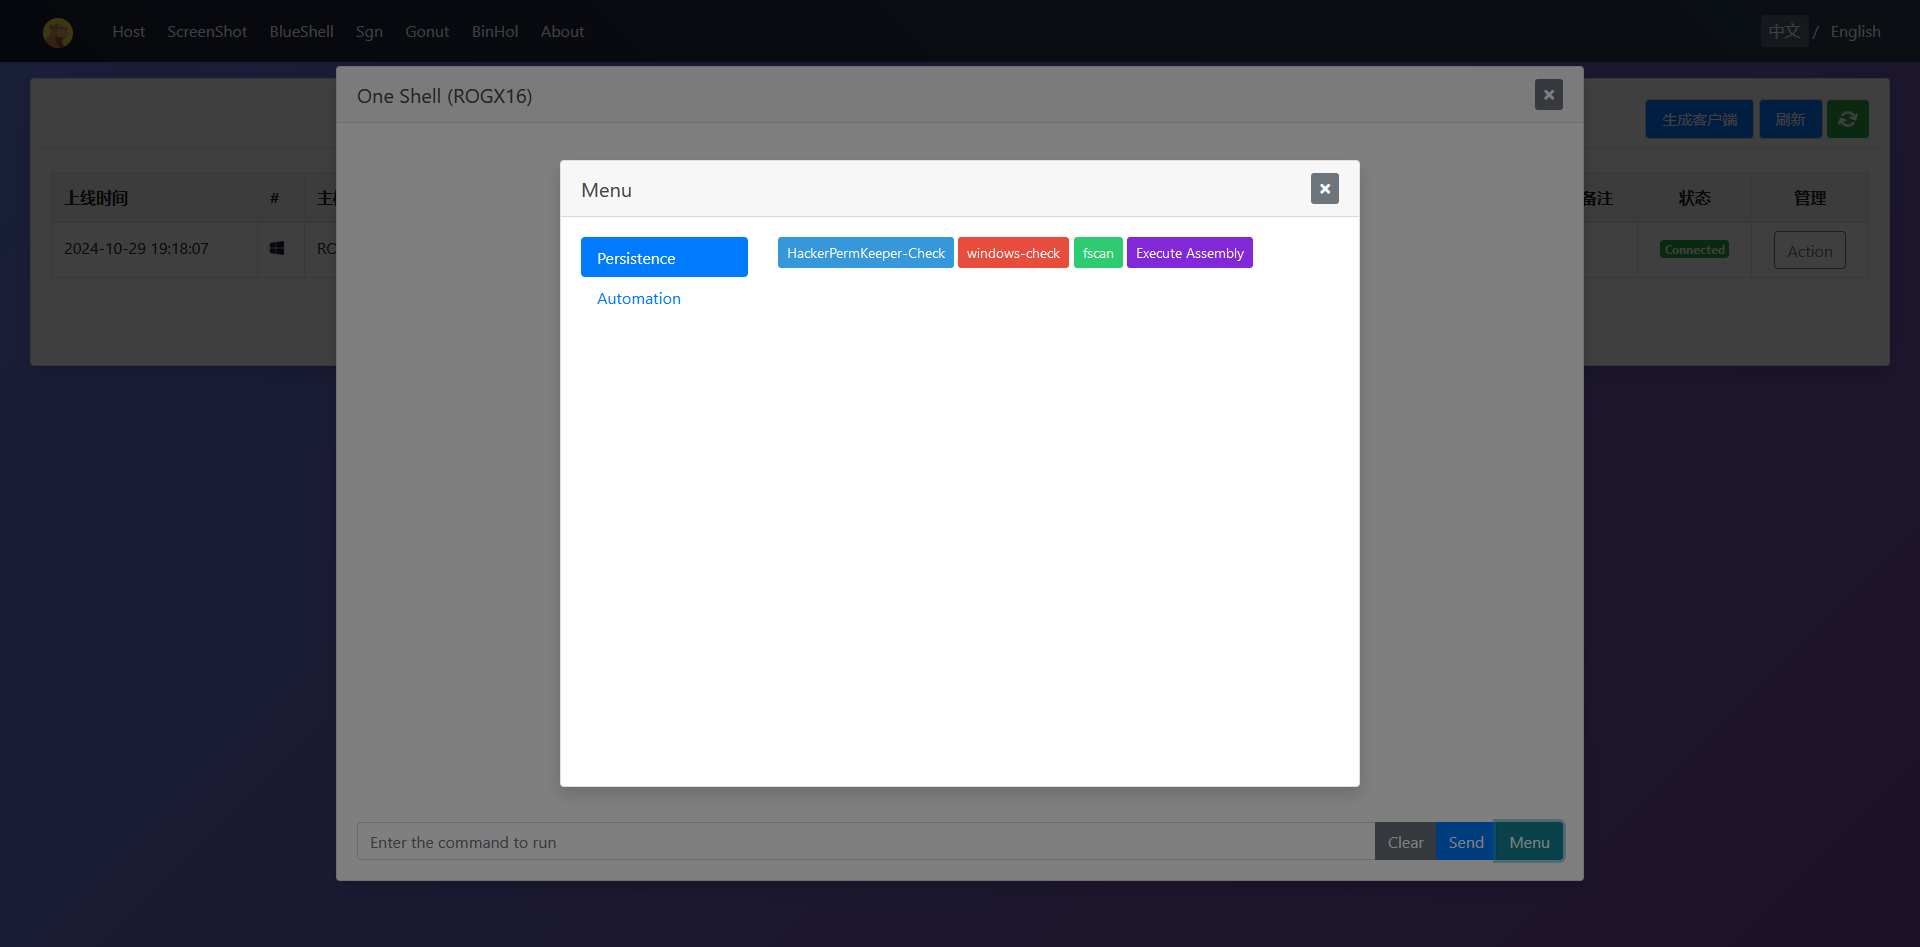 Host ScreenShot BlueShell Sgn Gonut BinHol About 中文 / English
One Shell (ROGX16)
生成客户端 刷新
Menu
上线时间 # 备注 状态 管理
2024-10-29 19:18:07 Connected Action
Persistence HackerPermKeeper-Check windows-check fscan Execute Assembly
Automation
Enter the command to run Clear Send Menu